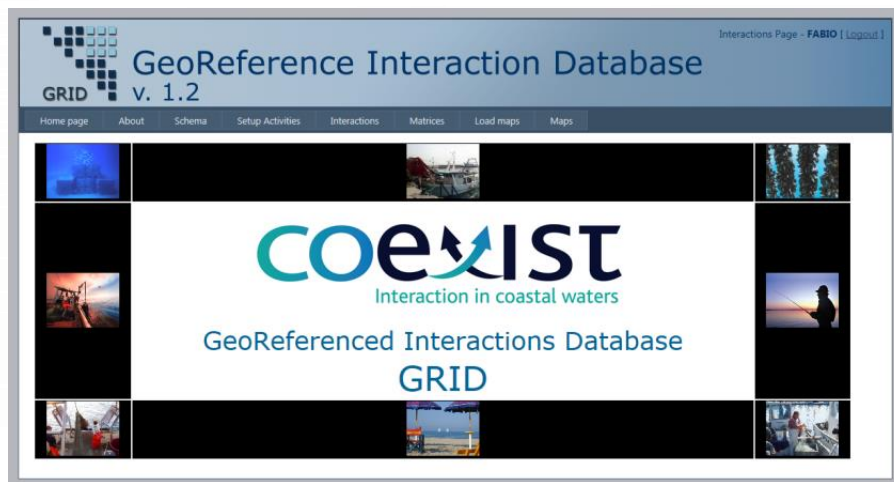 Interactions Page - FABIO [ Logout ]
GRID
GeoReference Interaction Database
v. 1.2
Home page About Schema Setup Activities Interactions Matrices Load maps Maps
coexist
Interaction in coastal waters
GeoReferenced Interactions Database
GRID